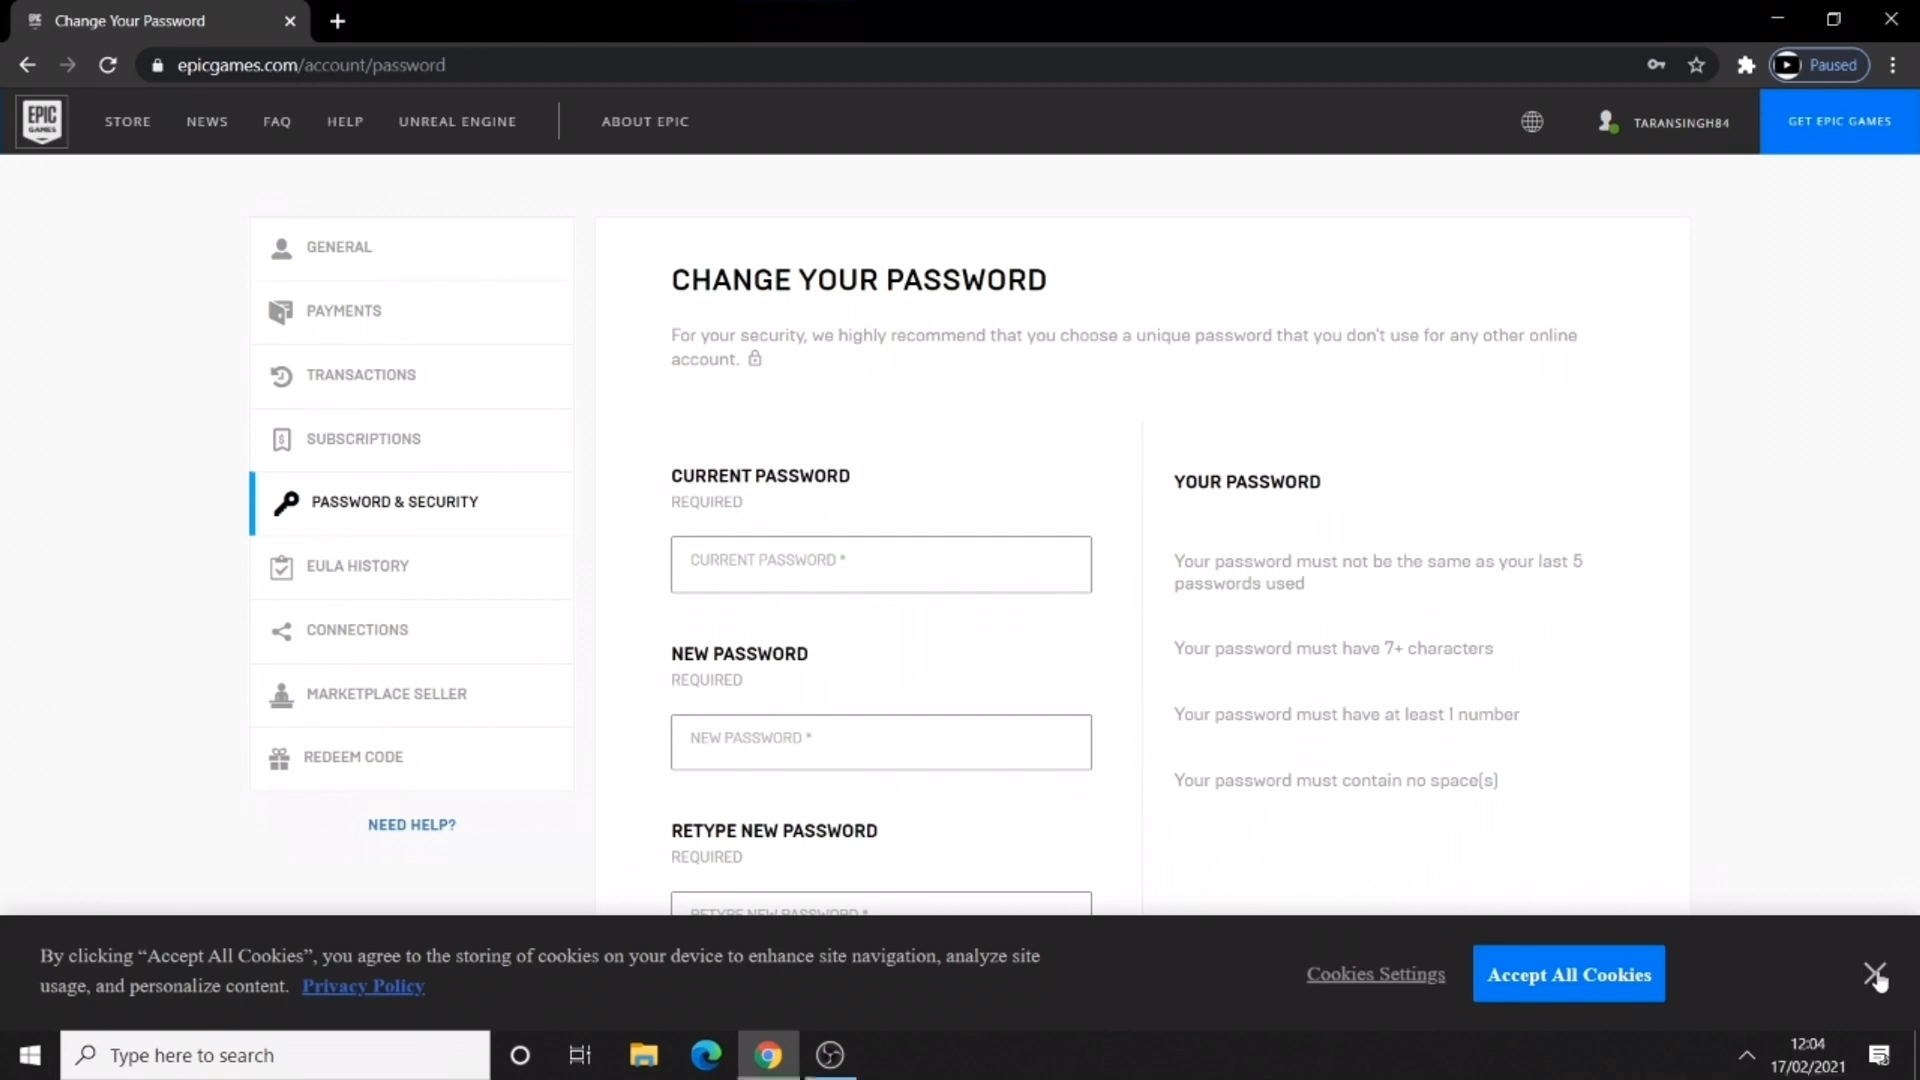 Change Your Password
epicgames.com/account/password
Paused
EPIC
GAMES
STORE
NEWS
FAQ
HELP
UNREAL ENGINE
ABOUT EPIC
TARANSINGH84
GET EPIC GAMES
GENERAL
PAYMENTS
TRANSACTIONS
SUBSCRIPTIONS
PASSWORD & SECURITY
EULA HISTORY
CONNECTIONS
MARKETPLACE SELLER
REDEEM CODE
NEED HELP?
CHANGE YOUR PASSWORD
For your security, we highly recommend that you choose a unique password that you don't use for any other online
account.
CURRENT PASSWORD
REQUIRED
CURRENT PASSWORD *
NEW PASSWORD
REQUIRED
NEW PASSWORD *
RETYPE NEW PASSWORD
REQUIRED
RETYPE NEW PASSWORD *
YOUR PASSWORD
Your password must not be the same as your last 5
passwords used
Your password must have 7+ characters
Your password must have at least 1 number
Your password must contain no space(s)
By clicking “Accept All Cookies”, you agree to the storing of cookies on your device to enhance site navigation, analyze site
usage, and personalize content. Privacy Policy
Cookies Settings
Accept All Cookies
Type here to search
12:04
17/02/2021